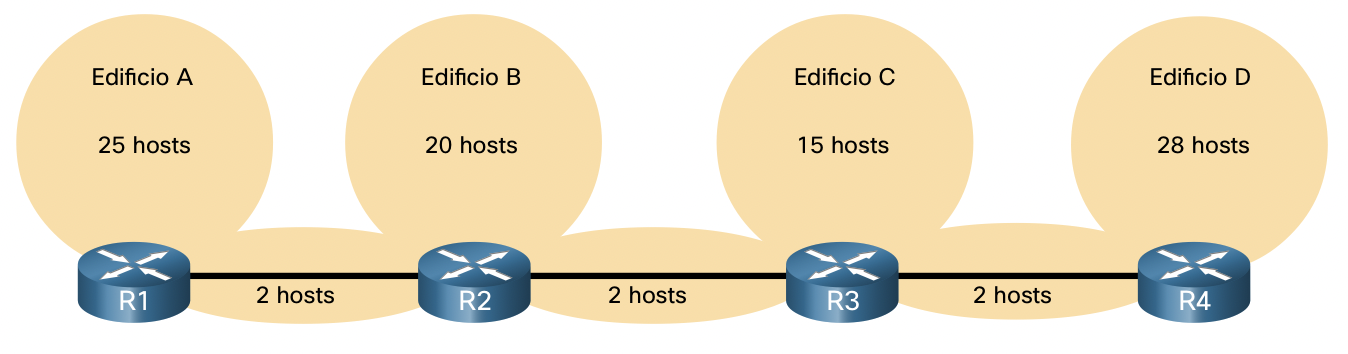 Edificio A
25 hosts
Edificio B
20 hosts
Edificio C
15 hosts
Edificio D
28 hosts
R1
2 hosts
R2
2 hosts
R3
2 hosts
R4